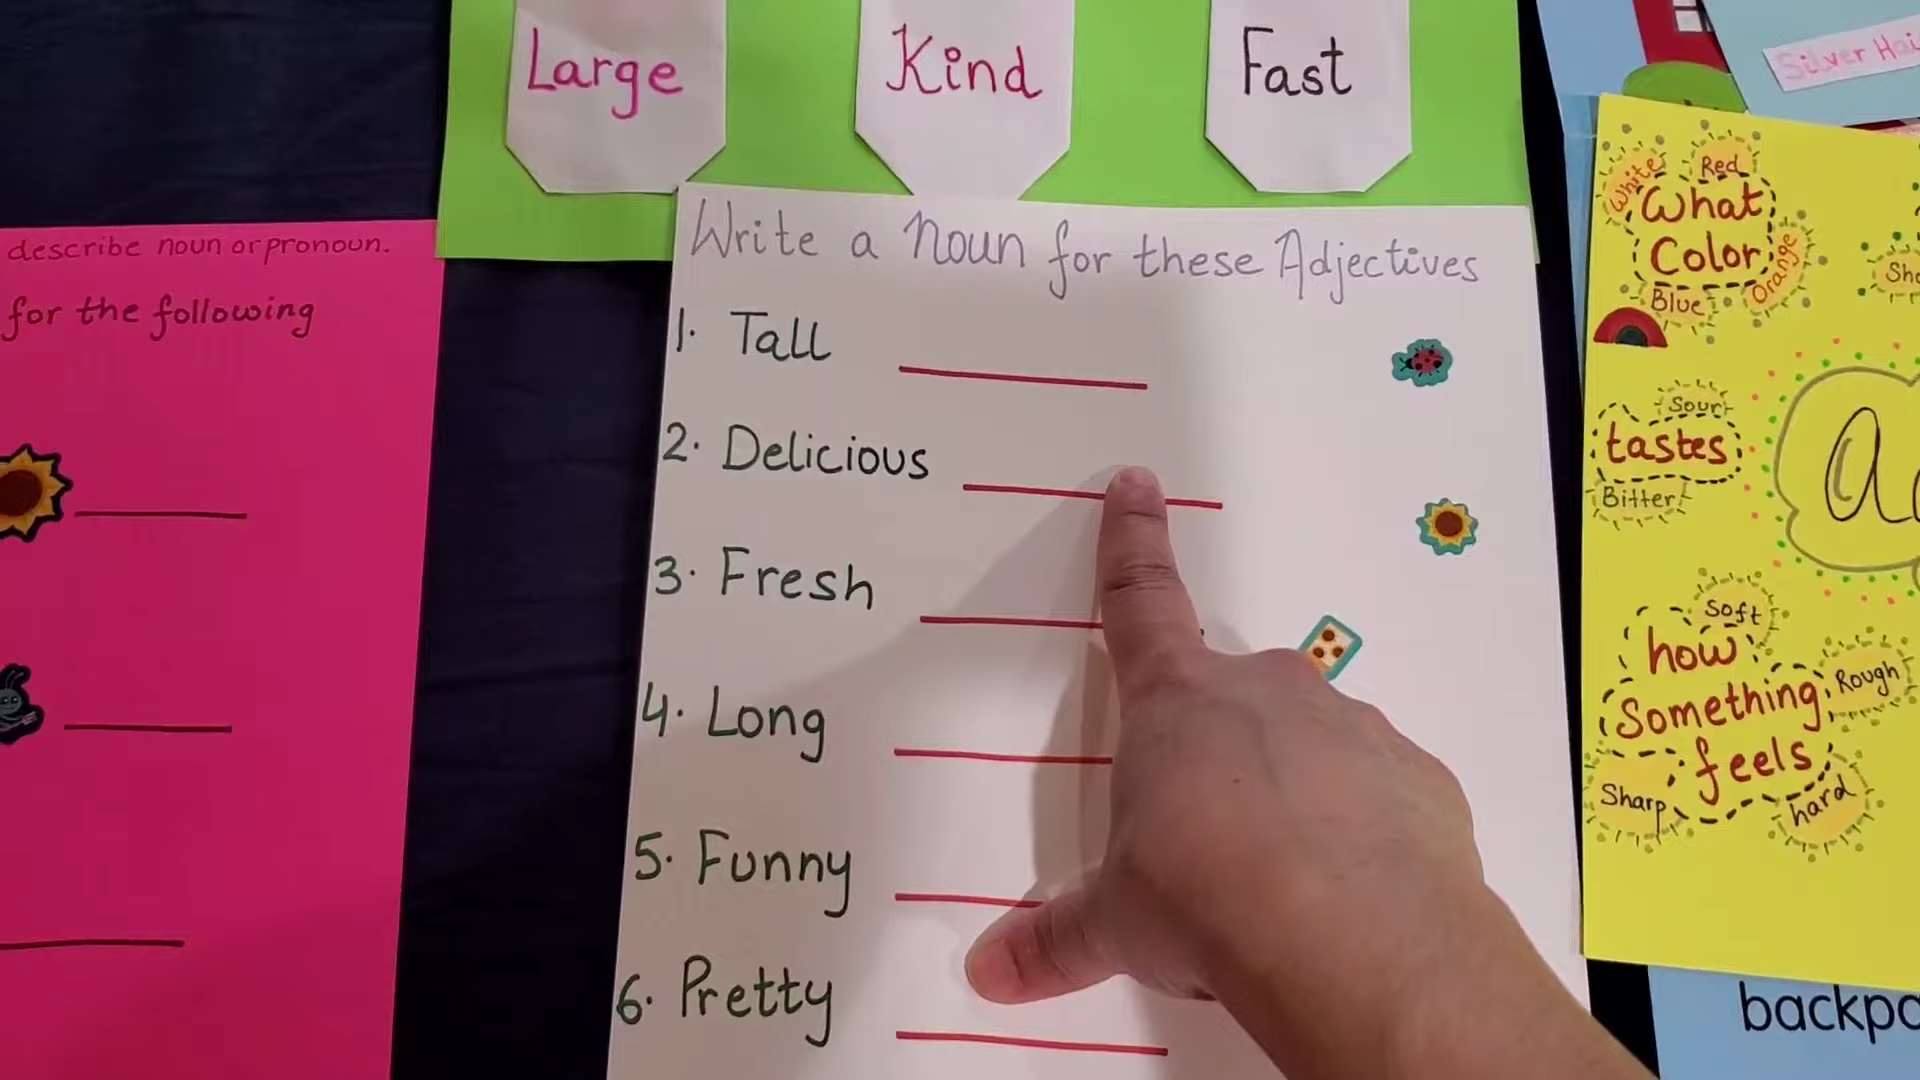 Large
Kind
Fast
Silver
describe noun or pronoun.
for the following
Write a noun for these Adjectives
1. Tall
2. Delicious
3. Fresh
4. Long
5. Funny
6. Pretty
White
Red
What
Color
Orange
Blue
Sour
tastes
Bitter
Soft
how
Something
feels
Rough
Sharp
hard